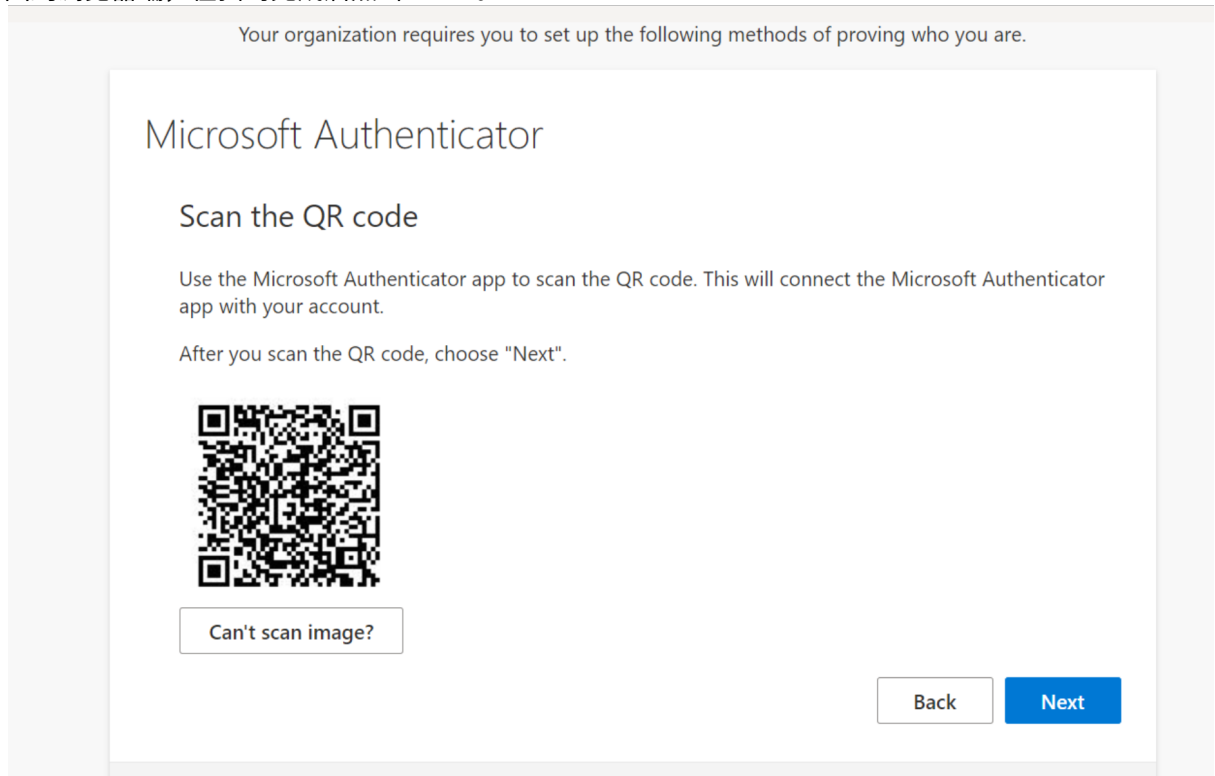 Your organization requires you to set up the following methods of proving who you are.
Microsoft Authenticator
Scan the QR code
Use the Microsoft Authenticator app to scan the QR code. This will connect the Microsoft Authenticator
app with your account.
After you scan the QR code, choose "Next".
Can't scan image?
Back
Next